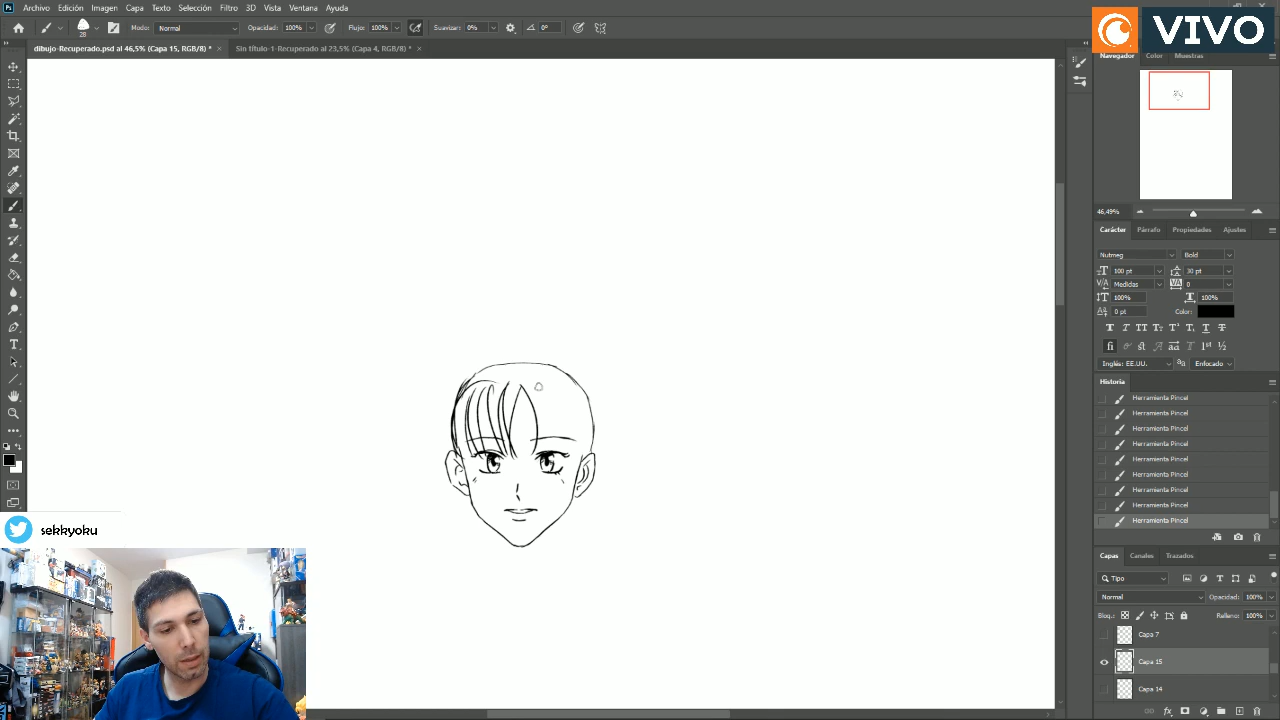 Archivo Edición Imagen Capa Texto Selección Filtro 3D Vista Ventana Ayuda
VIVO
Modo: Normal Opacidad: 100% Flujo: 100% Suavizar: 0% 0°
28
dibujo-Recuperado.psd al 46,5% (Capa 15, RGB/8) * × Sin título-1-Recuperado al 23,5% (Capa 4, RGB/8) * ×
Navegador Color Muestras
46,49%
Carácter Párrafo Propiedades Ajustes
Nutmeg Bold
100 pt 30 pt
Medidas 0
100% 100%
0 pt Color:
Inglés: EE.UU. Enfocado
Historia
Herramienta Pincel
Herramienta Pincel
Herramienta Pincel
Herramienta Pincel
Herramienta Pincel
Herramienta Pincel
Herramienta Pincel
Herramienta Pincel
Herramienta Pincel
sekkyoku
Capas Canales Trazados
Tipo
Normal Opacidad: 100%
Bloq.: Relleno: 100%
Capa 7
Capa 15
Capa 14